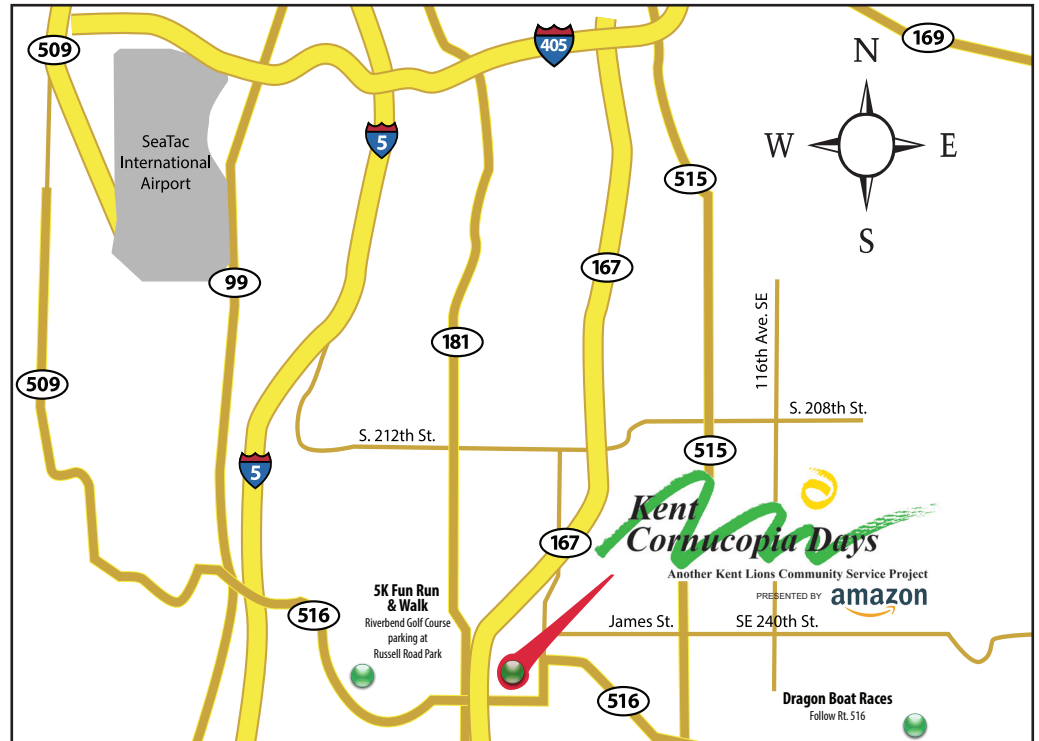 509
405
169
N
W
E
S
5
SeaTac
International
Airport
515
167
99
181
509
116th Ave. SE
S. 208th St.
S. 212th St.
515
5
Kent
Cornucopia Days
Another Kent Lions Community Service Project
PRESENTED BY amazon
167
5K Fun Run
& Walk
Riverbend Golf Course
parking at
Russell Road Park
516
James St.
SE 240th St.
516
Dragon Boat Races
Follow Rt. 516